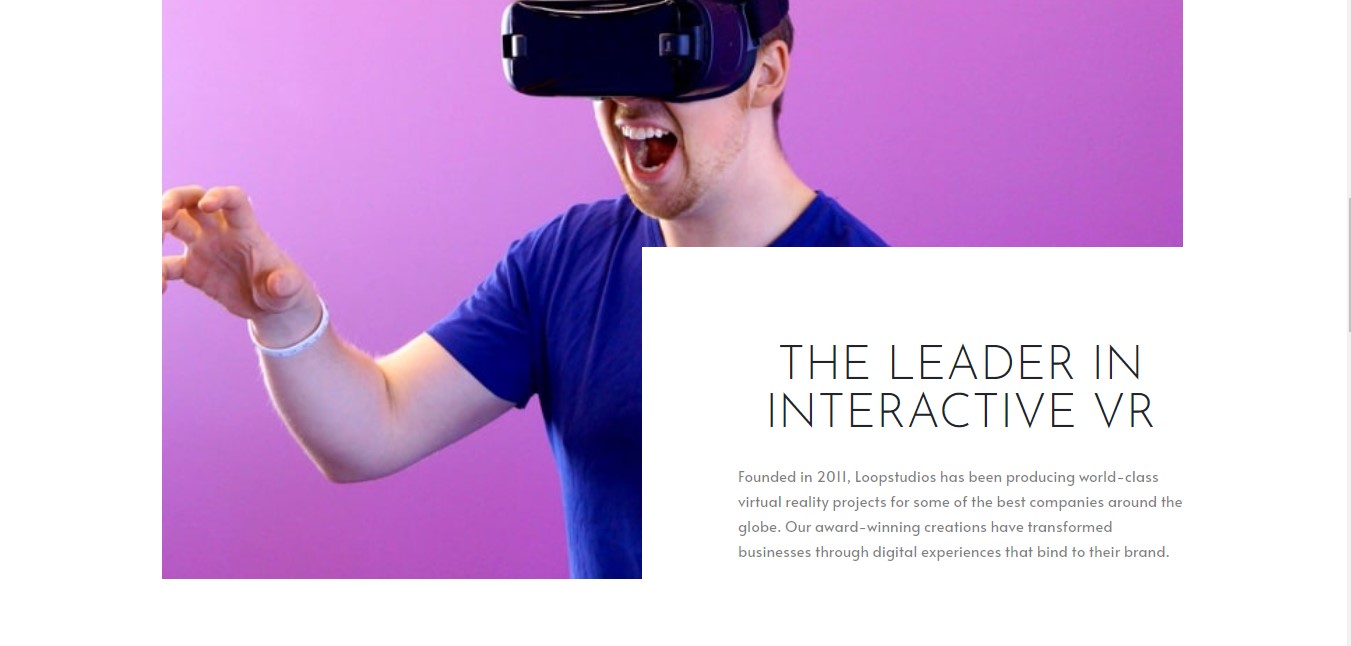 THE LEADER IN
INTERACTIVE VR
Founded in 2011, Loopstudios has been producing world-class
virtual reality projects for some of the best companies around the
globe. Our award-winning creations have transformed
businesses through digital experiences that bind to their brand.